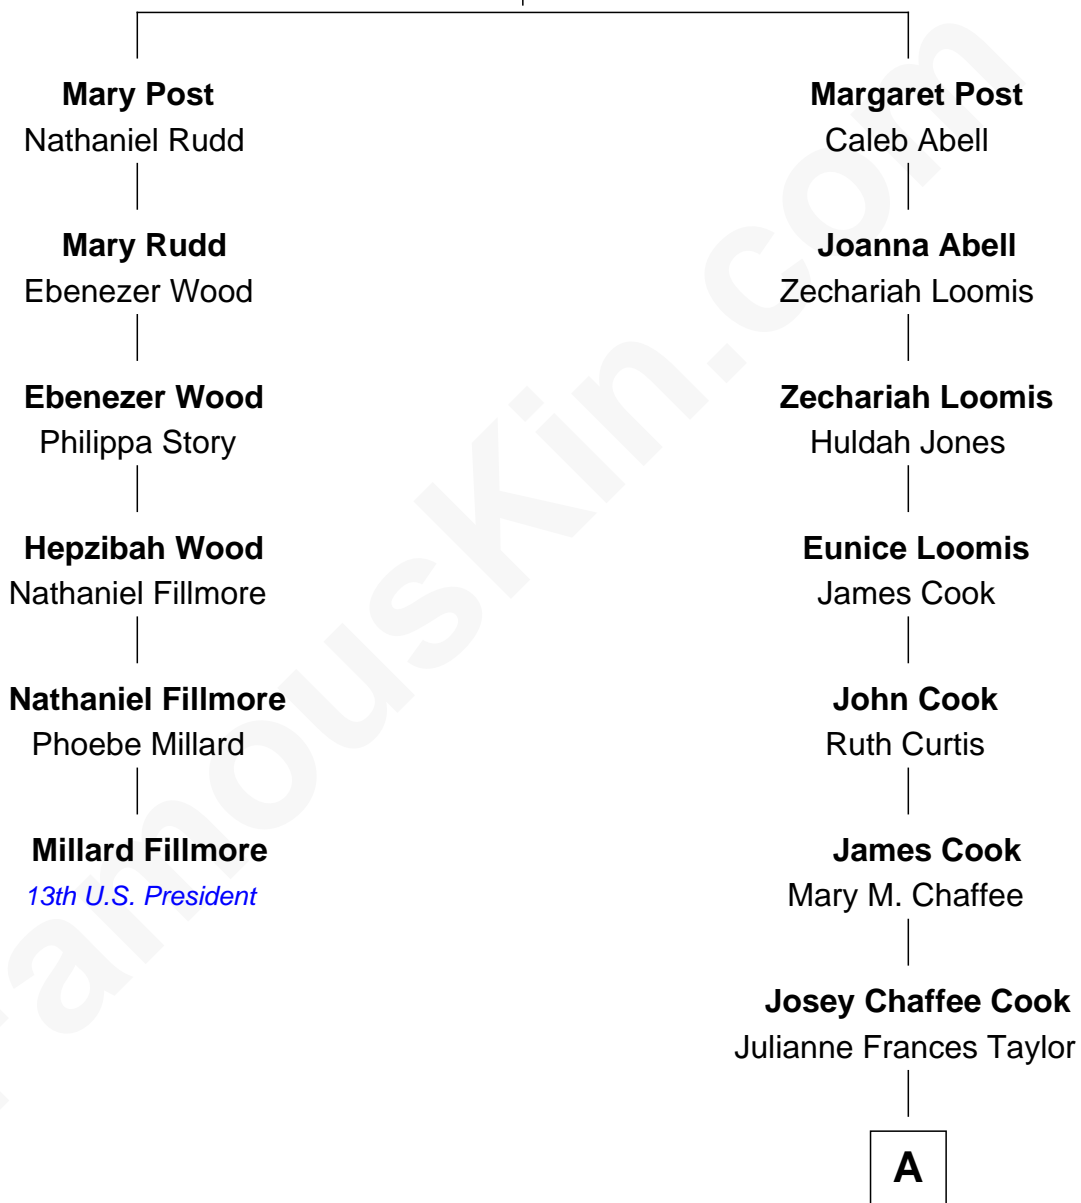 Mary Post
Nathaniel Rudd
Mary Rudd
Ebenezer Wood
Ebenezer Wood
Philippa Story
Hepzibah Wood
Nathaniel Fillmore
Nathaniel Fillmore
Phoebe Millard
Millard Fillmore
13th U.S. President
Margaret Post
Caleb Abell
Joanna Abell
Zechariah Loomis
Zechariah Loomis
Huldah Jones
Eunice Loomis
James Cook
John Cook
Ruth Curtis
James Cook
Mary M. Chaffee
Josey Chaffee Cook
Julianne Frances Taylor
A
FamousKin.com